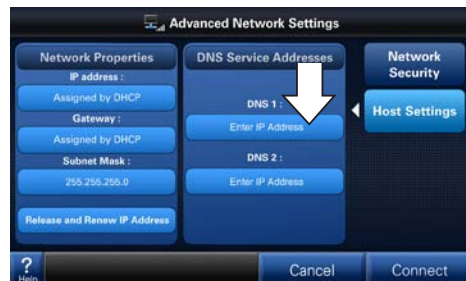 Advanced Network Settings
Network Properties
IP address :
Assigned by DHCP
Gateway :
Assigned by DHCP
Subnet Mask :
255.255.255.0
Release and Renew IP Address
DNS Service Addresses
DNS 1 :
Enter IP Address
DNS 2 :
Enter IP Address
Network
Security
Host Settings
?
Help
Cancel
Connect